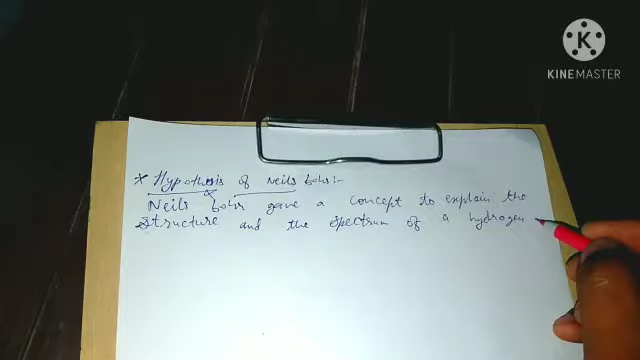 KINEMASTER
* Hypothesis of Neils bohr:-
Neils bohr gave a concept to explain the
structure and the spectrum of a hydrogen